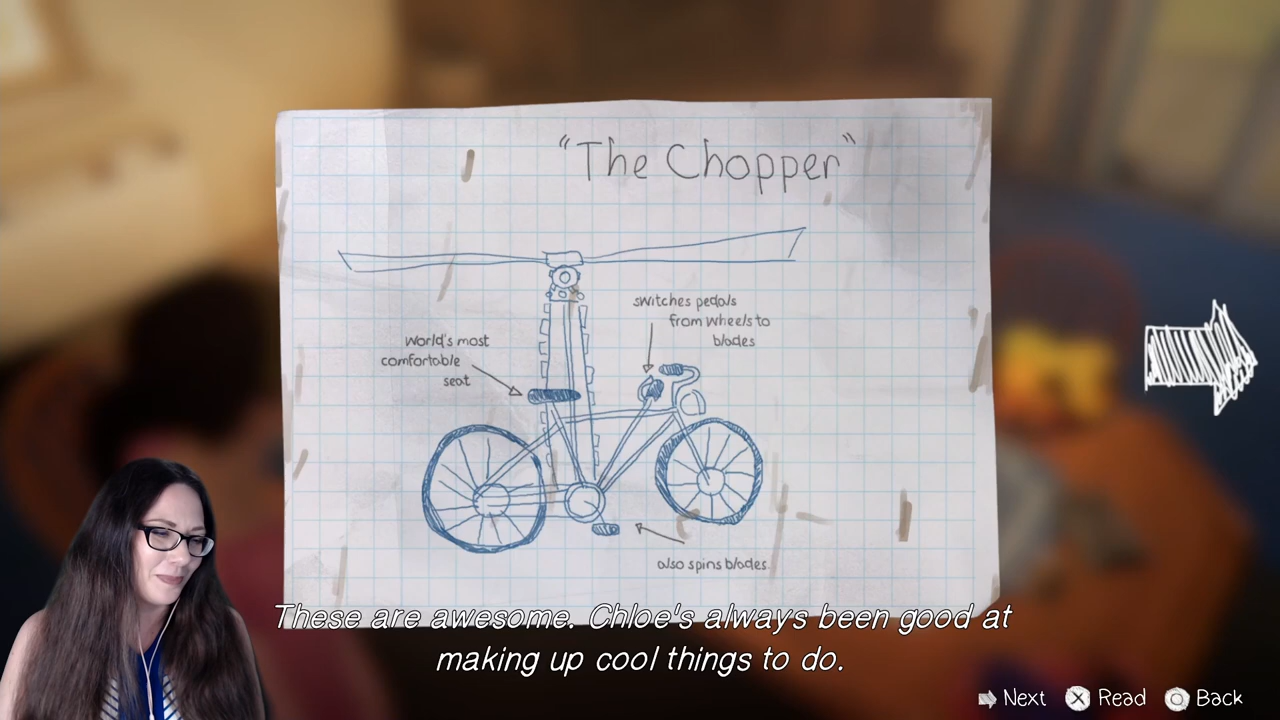 "The Chopper"
switches pedals
from wheels to
blades
World's most
comfortable
seat
also spins blades.
These are awesome. Chloe's always been good at
making up cool things to do.
Next Read Back